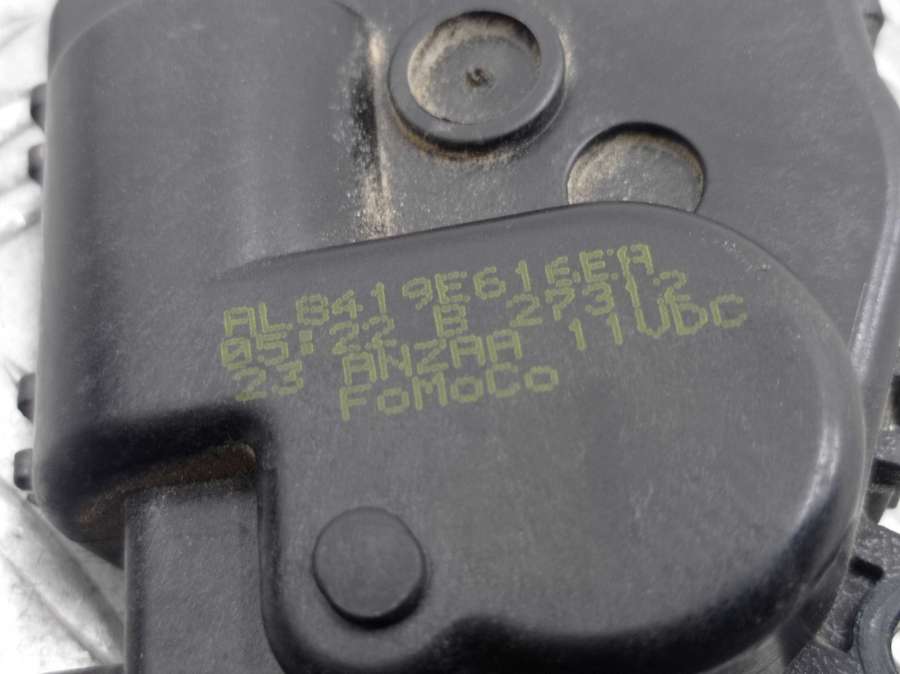 AL8419E616EA
05:22 B 27312
23 ANZAA 11VDC
FoMoCo